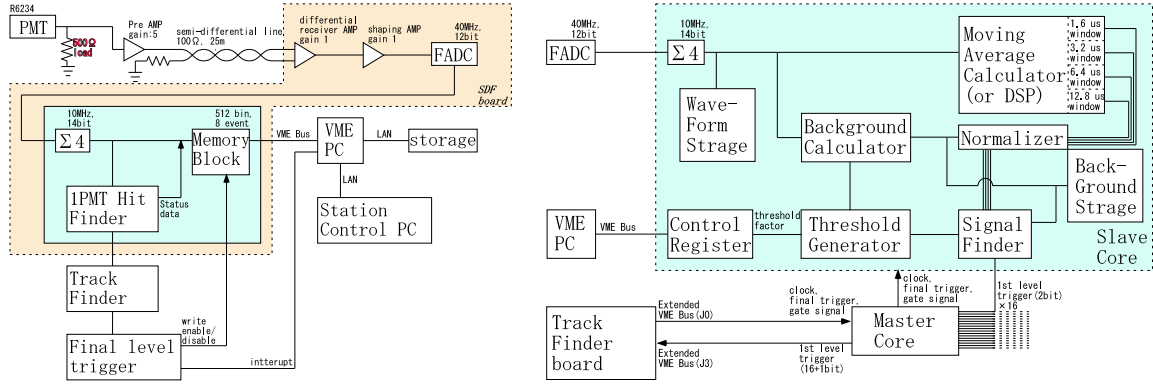 R6234
PMT
500Ω
load
Pre AMP
gain:5
semi-differential line
100Ω, 25m
differential
receiver AMP
gain 1
shaping AMP
gain 1
40MHz,
12bit
FADC
SDF
board
10MHz,
14bit
Σ4
512 bin,
8 event
Memory
Block
1PMT Hit
Finder
Status
data
VME Bus
VME
PC
LAN
storage
LAN
Station
Control PC
Track
Finder
Final level
trigger
write
enable/
disable
intterupt
40MHz,
12bit
FADC
10MHz,
14bit
Σ4
Wave-
Form
Strage
Moving
Average
Calculator
(or DSP)
1.6 us
window
3.2 us
window
6.4 us
window
12.8 us
window
Background
Calculator
Normalizer
Back-
Ground
Strage
VME
PC
VME Bus
Control
Register
threshold
factor
Threshold
Generator
Signal
Finder
Slave
Core
clock,
final trigger,
gate signal
1st level
trigger(2bit)
×16
Track
Finder
board
Extended
VME Bus(J0)
clock,
final trigger,
gate signal
Extended
VME Bus(J3)
1st level
trigger
(16+1bit)
Master
Core